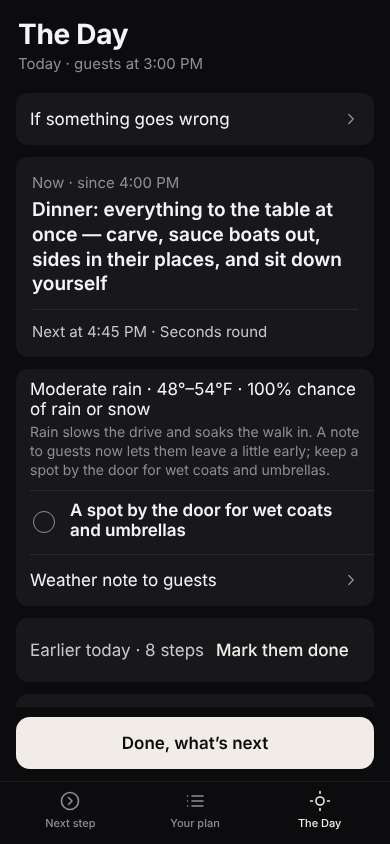 The Day
Today · guests at 3:00 PM
If something goes wrong
Now · since 4:00 PM
Dinner: everything to the table at
once — carve, sauce boats out,
sides in their places, and sit down
yourself
Next at 4:45 PM · Seconds round
Moderate rain · 48°–54°F · 100% chance
of rain or snow
Rain slows the drive and soaks the walk in. A note
to guests now lets them leave a little early; keep a
spot by the door for wet coats and umbrellas.
A spot by the door for wet coats
and umbrellas
Weather note to guests
Earlier today · 8 steps Mark them done
Done, what’s next
Next step
Your plan
The Day